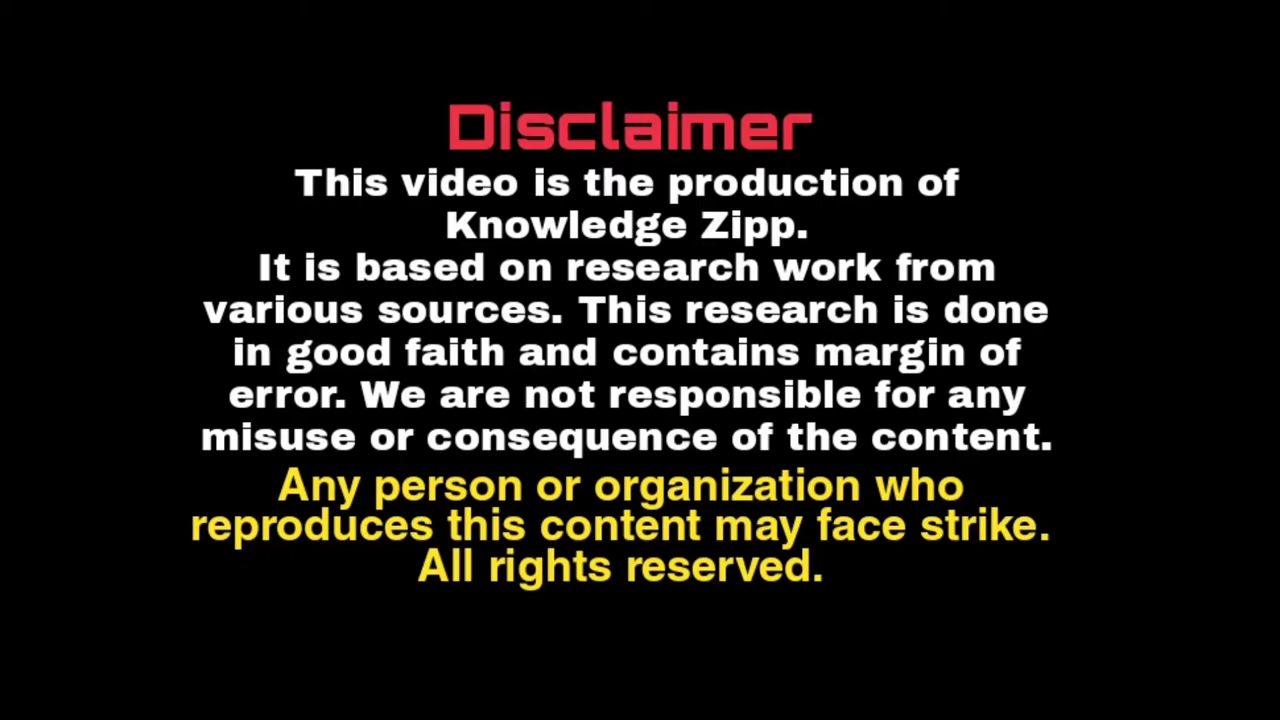 Disclaimer
This video is the production of
Knowledge Zipp.
It is based on research work from
various sources. This research is done
in good faith and contains margin of
error. We are not responsible for any
misuse or consequence of the content.
Any person or organization who
reproduces this content may face strike.
All rights reserved.